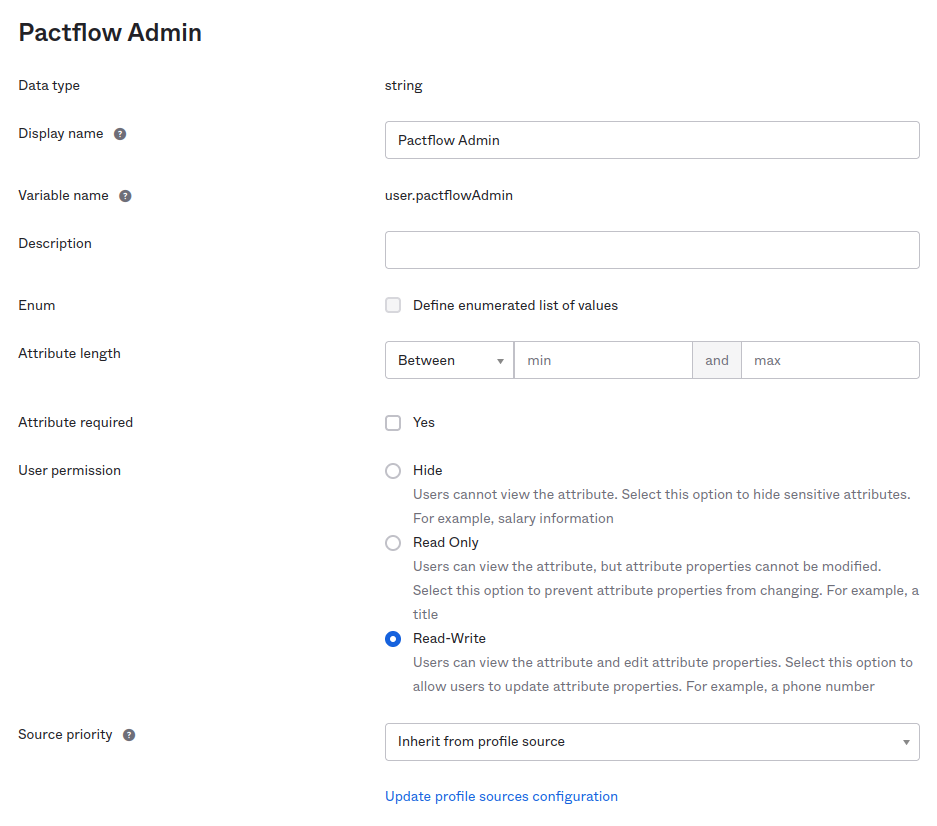 Pactflow Admin
Data type
string
Display name ?
Pactflow Admin
Variable name ?
user.pactflowAdmin
Description
Enum
Define enumerated list of values
Attribute length
Between
min
and
max
Attribute required
Yes
User permission
Hide
Users cannot view the attribute. Select this option to hide sensitive attributes.
For example, salary information
Read Only
Users can view the attribute, but attribute properties cannot be modified.
Select this option to prevent attribute properties from changing. For example, a
title
Read-Write
Users can view the attribute and edit attribute properties. Select this option to
allow users to update attribute properties. For example, a phone number
Source priority ?
Inherit from profile source
Update profile sources configuration